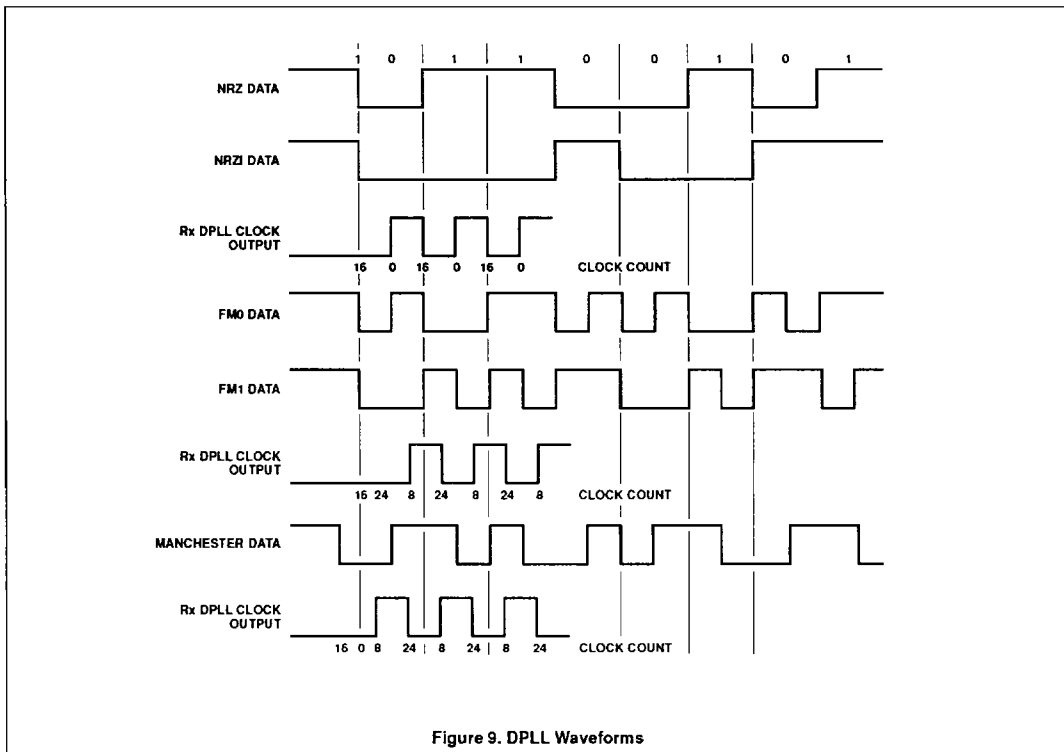 1 0 1 1 0 0 1 0 1
NRZ DATA
NRZI DATA
Rx DPLL CLOCK
OUTPUT
16 0 16 0 16 0 CLOCK COUNT
FM0 DATA
FM1 DATA
Rx DPLL CLOCK
OUTPUT
16 24 8 24 8 24 8 CLOCK COUNT
MANCHESTER DATA
Rx DPLL CLOCK
OUTPUT
16 0 8 24 8 24 8 24 CLOCK COUNT
Figure 9. DPLL Waveforms